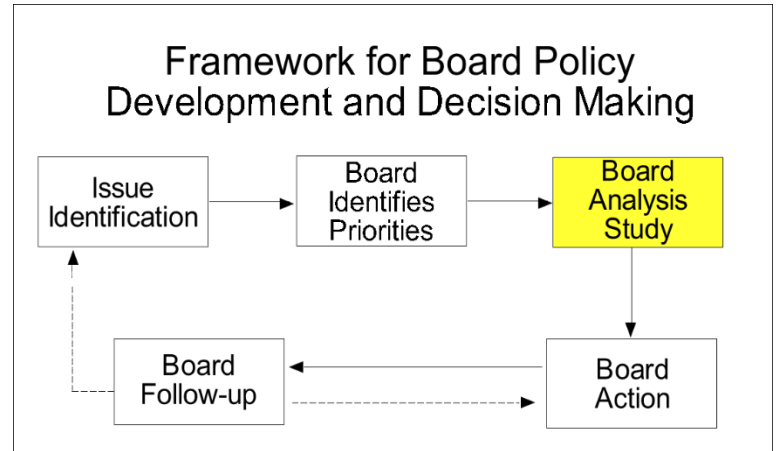 Framework for Board Policy
Development and Decision Making
Issue
Identification
Board
Identifies
Priorities
Board
Analysis
Study
Board
Follow-up
Board
Action